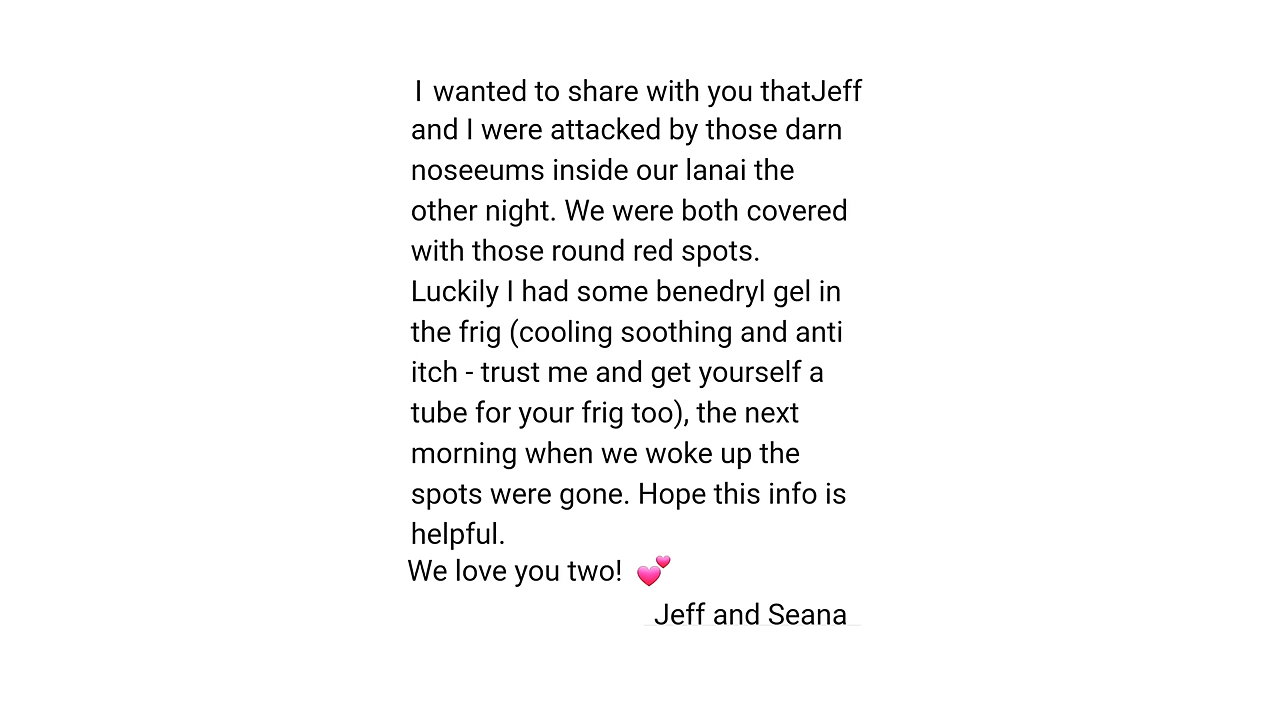 I wanted to share with you thatJeff
and I were attacked by those darn
noseeums inside our lanai the
other night. We were both covered
with those round red spots.
Luckily I had some benedryl gel in
the frig (cooling soothing and anti
itch - trust me and get yourself a
tube for your frig too), the next
morning when we woke up the
spots were gone. Hope this info is
helpful.
We love you two! 💕
Jeff and Seana